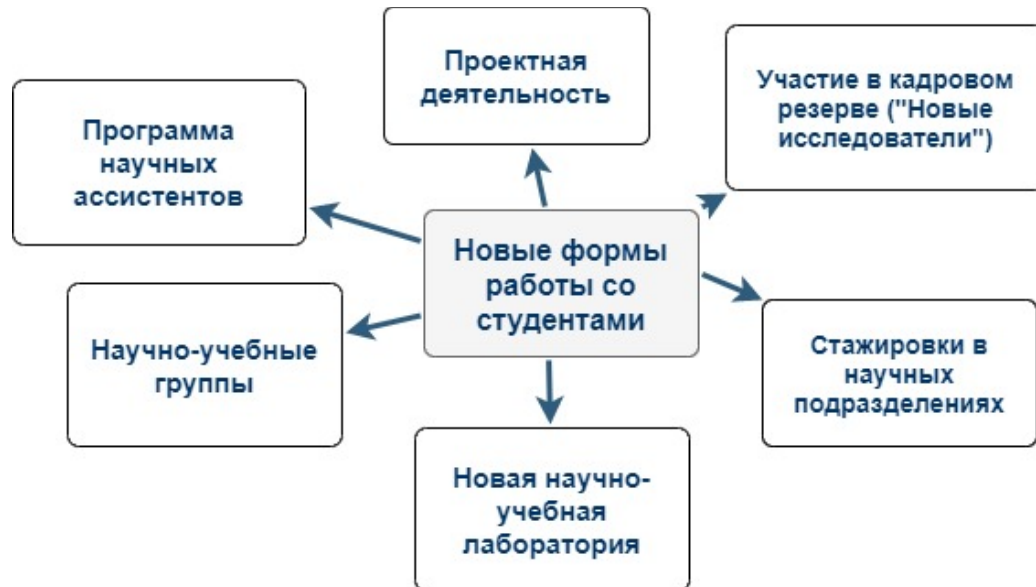 Проектная
деятельность
Участие в кадровом
резерве ("Новые
исследователи")
Программа
научных
ассистентов
Новые формы
работы со
студентами
Научно-учебные
группы
Стажировки в
научных
подразделениях
Новая научно-
учебная
лаборатория